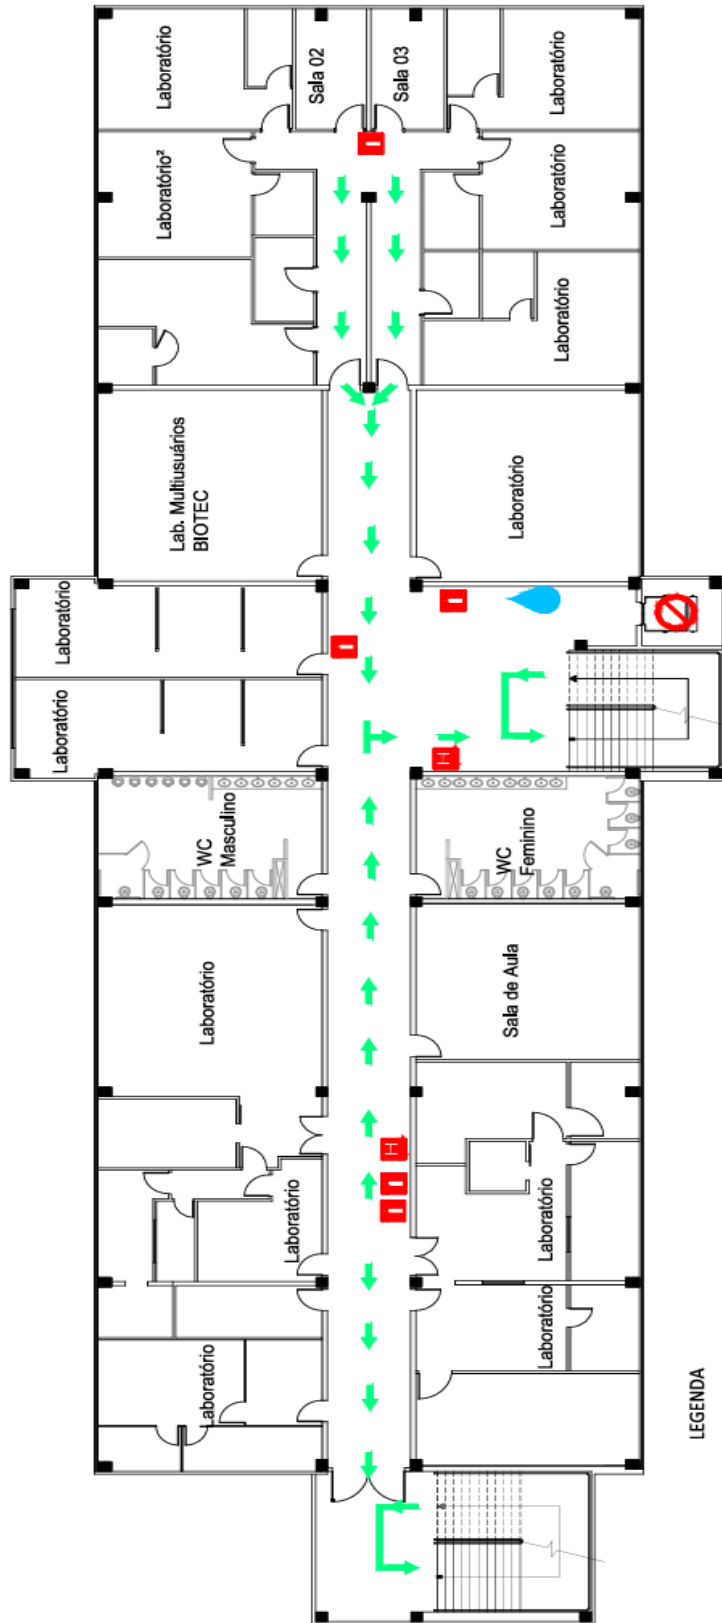 Laboratório
Sala 02
Sala 03
Laboratório
Laboratório²
Laboratório
Laboratório
Lab. Multiusuários
BIOTEC
Laboratório
Laboratório
Laboratório
H
WC
Masculino
WC
Feminino
Laboratório
Sala de Aula
H
Laboratório
Laboratório
Laboratório
Laboratório
LEGENDA